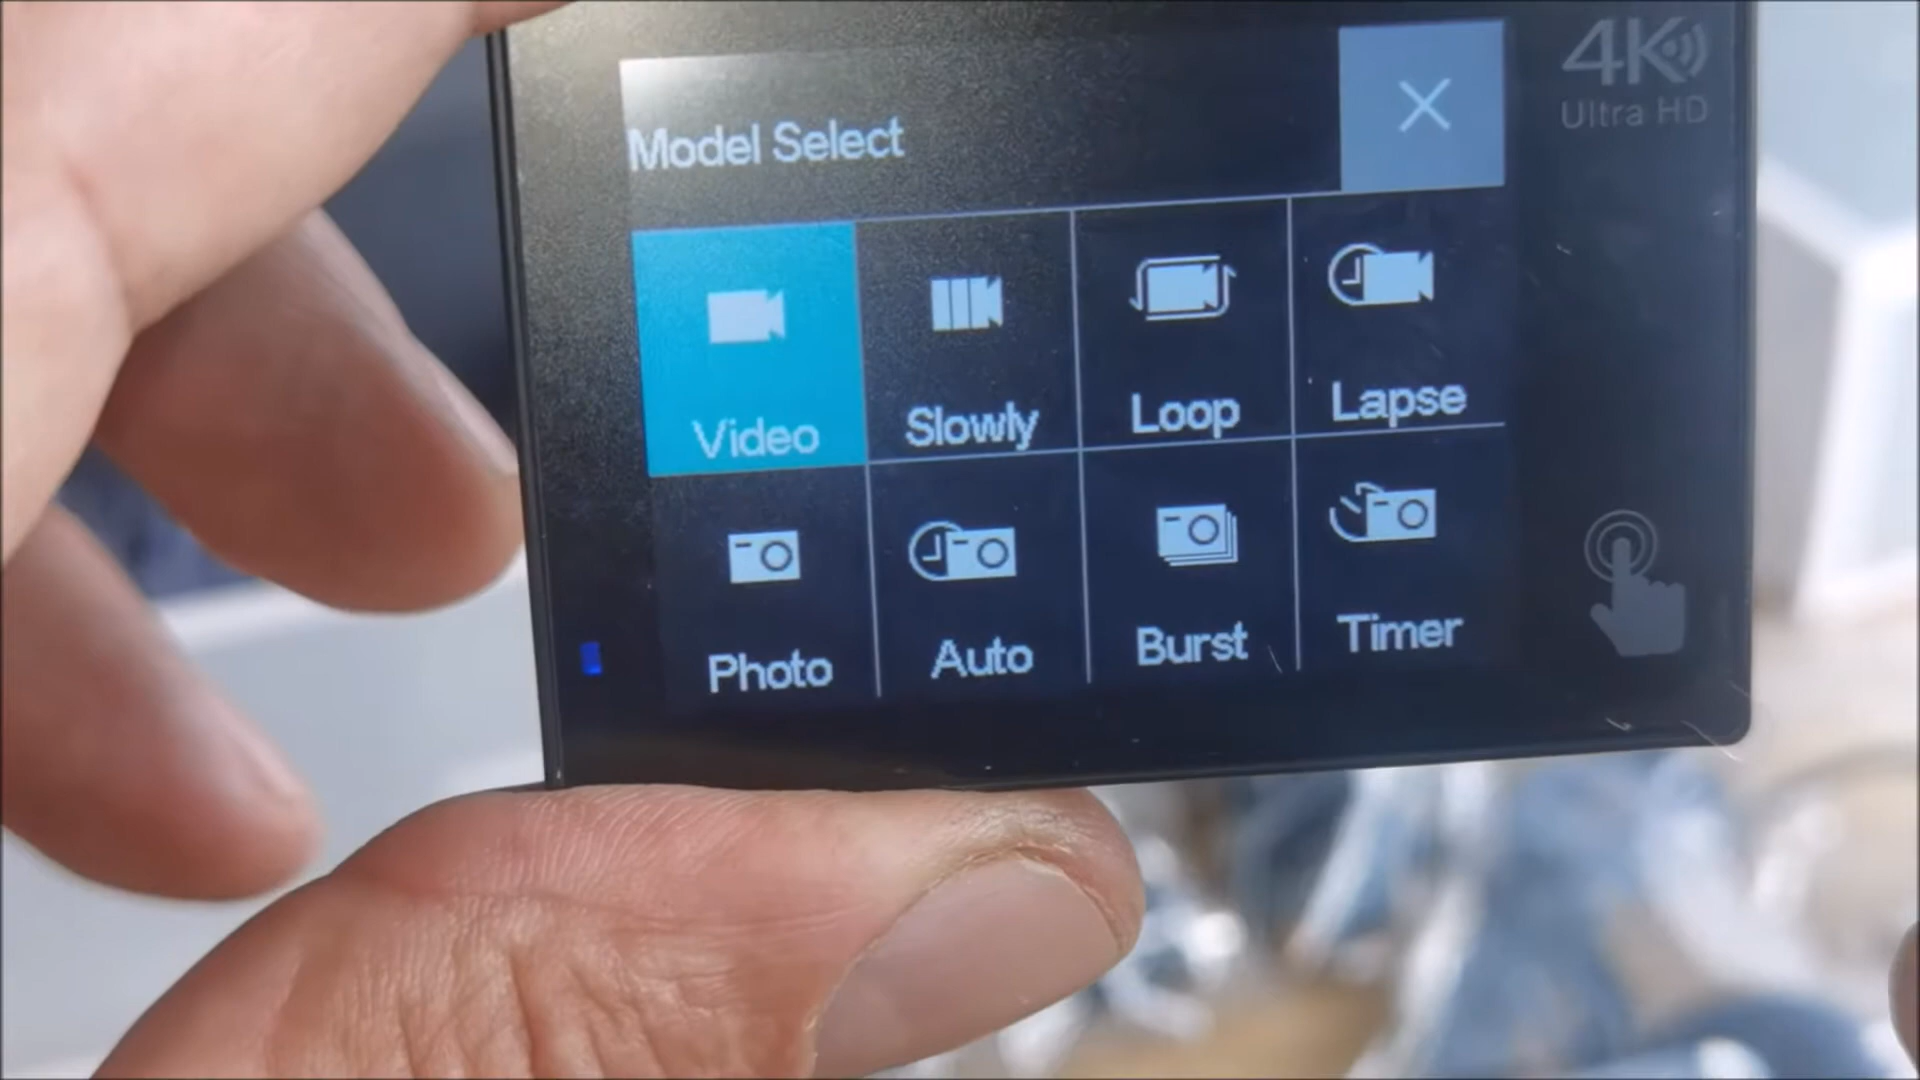 4K
Ultra HD
Model Select
Video
Slowly
Loop
Lapse
Photo
Auto
Burst
Timer